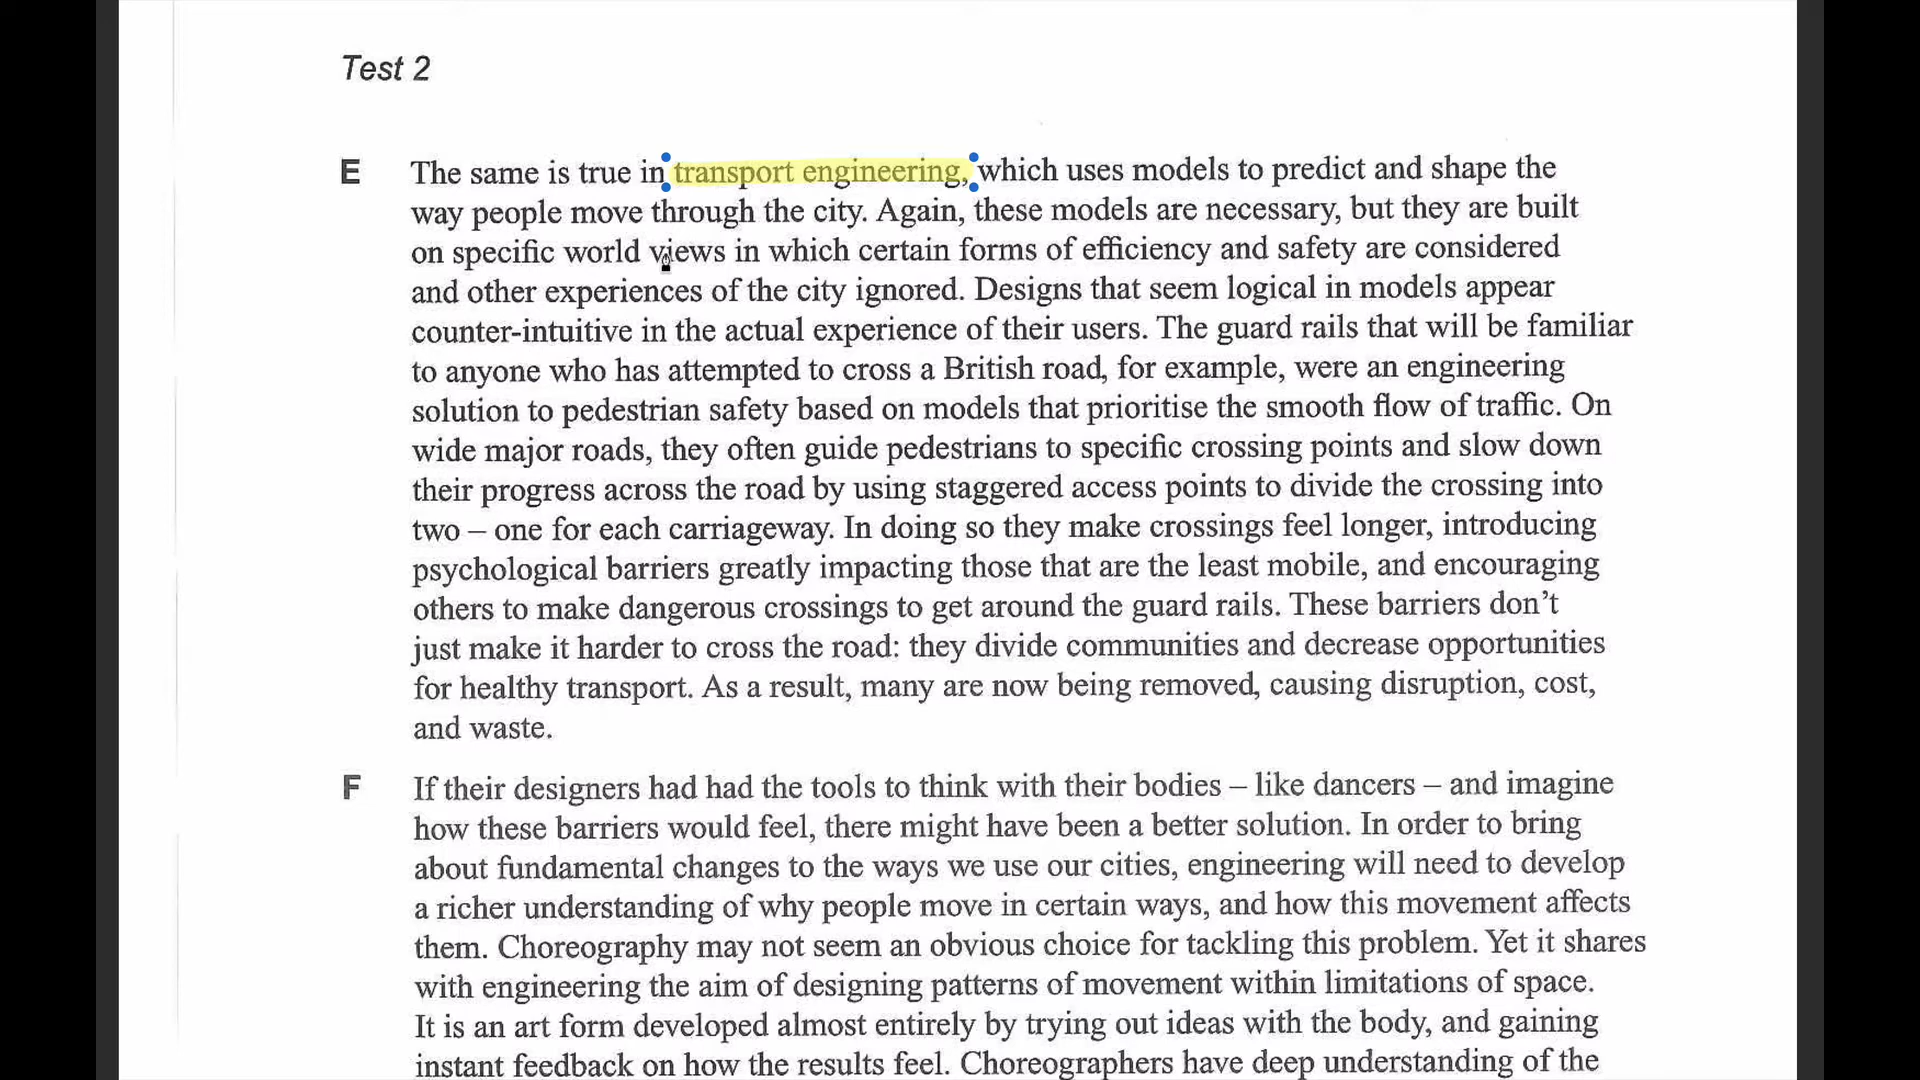 Test 2
E The same is true in transport engineering, which uses models to predict and shape the
way people move through the city. Again, these models are necessary, but they are built
on specific world views in which certain forms of efficiency and safety are considered
and other experiences of the city ignored. Designs that seem logical in models appear
counter-intuitive in the actual experience of their users. The guard rails that will be familiar
to anyone who has attempted to cross a British road, for example, were an engineering
solution to pedestrian safety based on models that prioritise the smooth flow of traffic. On
wide major roads, they often guide pedestrians to specific crossing points and slow down
their progress across the road by using staggered access points to divide the crossing into
two – one for each carriageway. In doing so they make crossings feel longer, introducing
psychological barriers greatly impacting those that are the least mobile, and encouraging
others to make dangerous crossings to get around the guard rails. These barriers don’t
just make it harder to cross the road: they divide communities and decrease opportunities
for healthy transport. As a result, many are now being removed, causing disruption, cost,
and waste.
F If their designers had had the tools to think with their bodies – like dancers – and imagine
how these barriers would feel, there might have been a better solution. In order to bring
about fundamental changes to the ways we use our cities, engineering will need to develop
a richer understanding of why people move in certain ways, and how this movement affects
them. Choreography may not seem an obvious choice for tackling this problem. Yet it shares
with engineering the aim of designing patterns of movement within limitations of space.
It is an art form developed almost entirely by trying out ideas with the body, and gaining
instant feedback on how the results feel. Choreographers have deep understanding of the